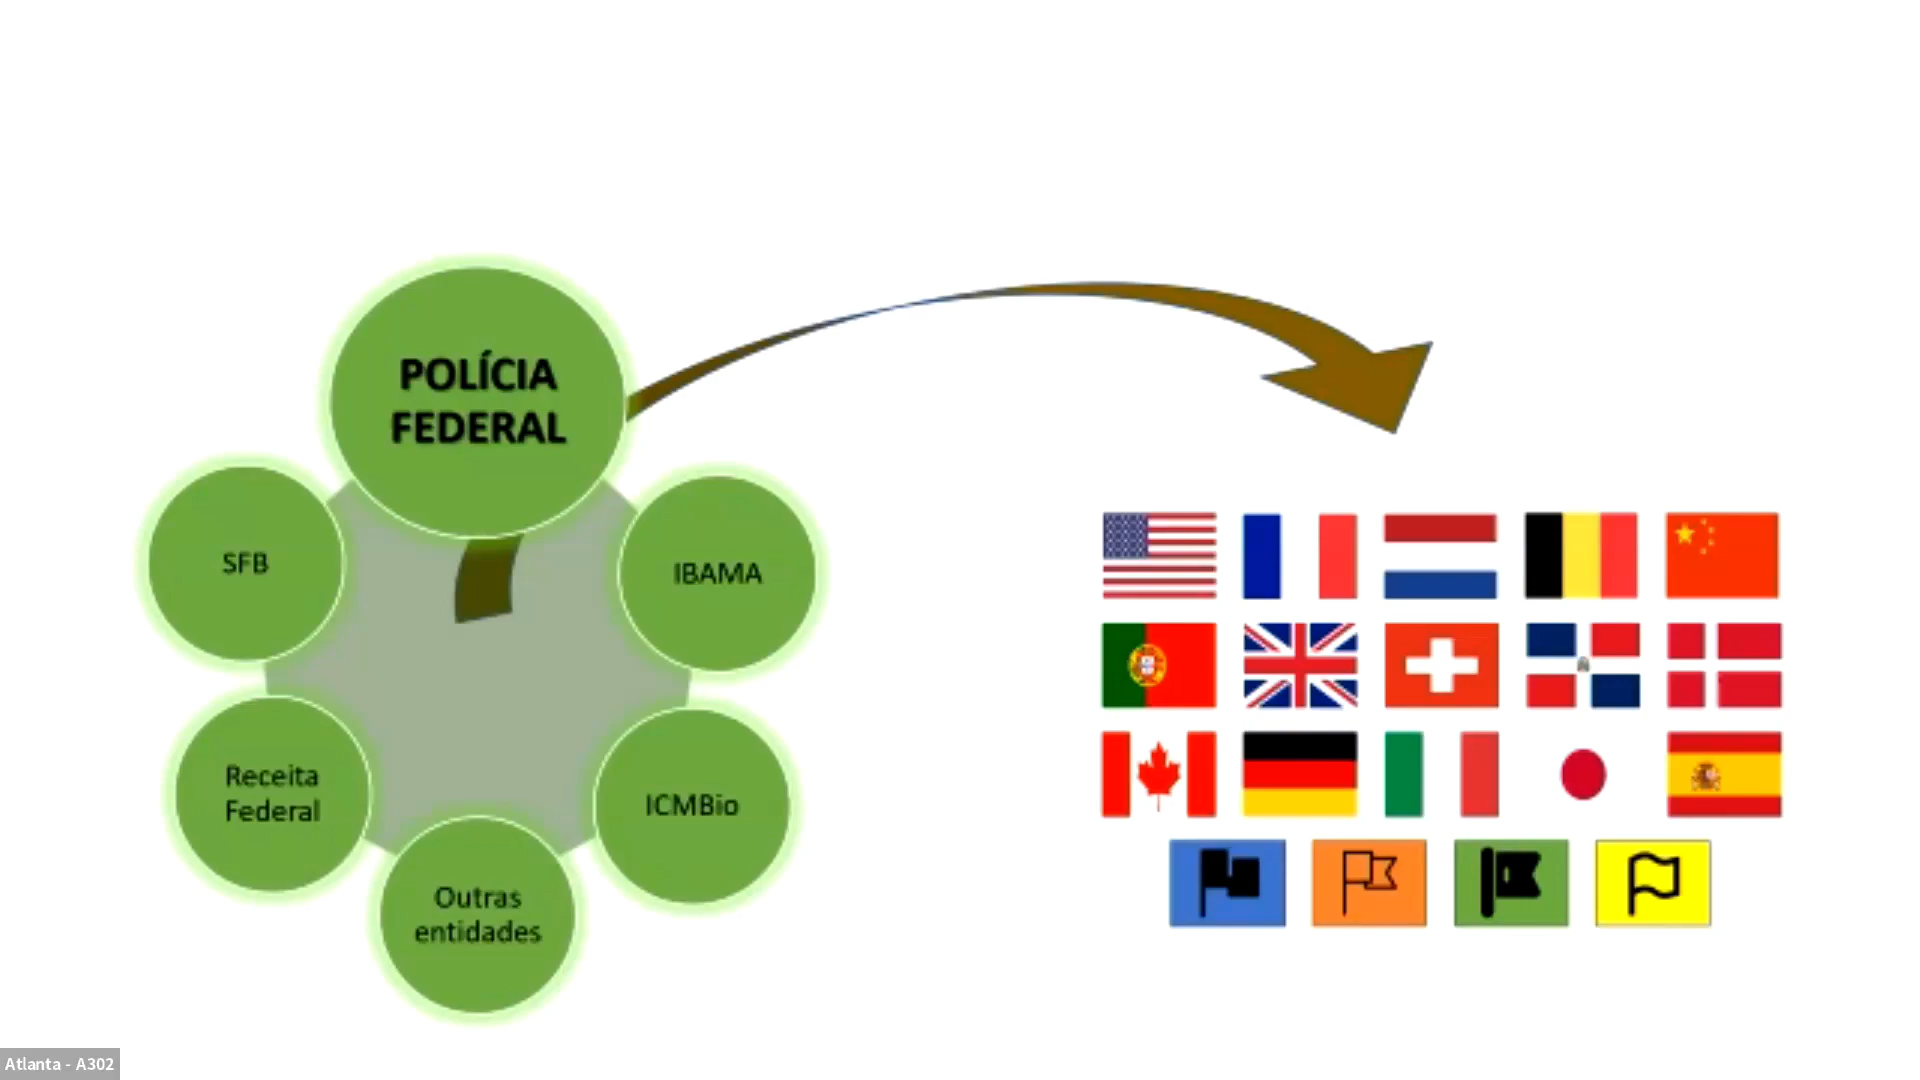 POLÍCIA
FEDERAL
SFB
IBAMA
Receita
Federal
ICMBio
Outras
entidades
Atlanta - A302